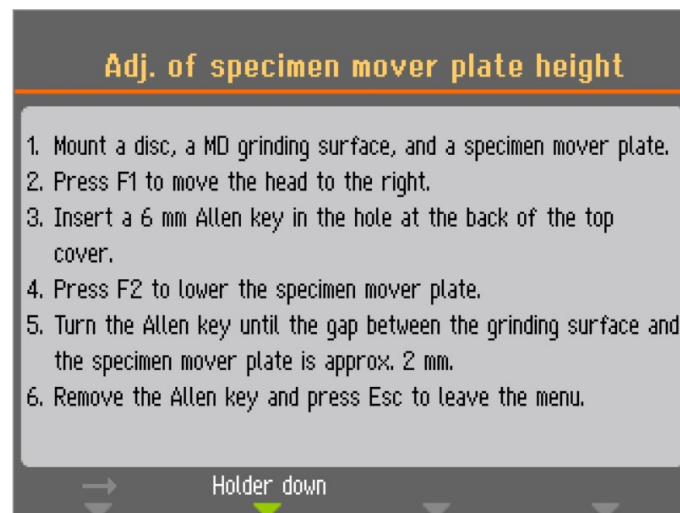 Adj. of specimen mover plate height
1. Mount a disc, a MD grinding surface, and a specimen mover plate.
2. Press F1 to move the head to the right.
3. Insert a 6 mm Allen key in the hole at the back of the top
cover.
4. Press F2 to lower the specimen mover plate.
5. Turn the Allen key until the gap between the grinding surface and
the specimen mover plate is approx. 2 mm.
6. Remove the Allen key and press Esc to leave the menu.
Holder down